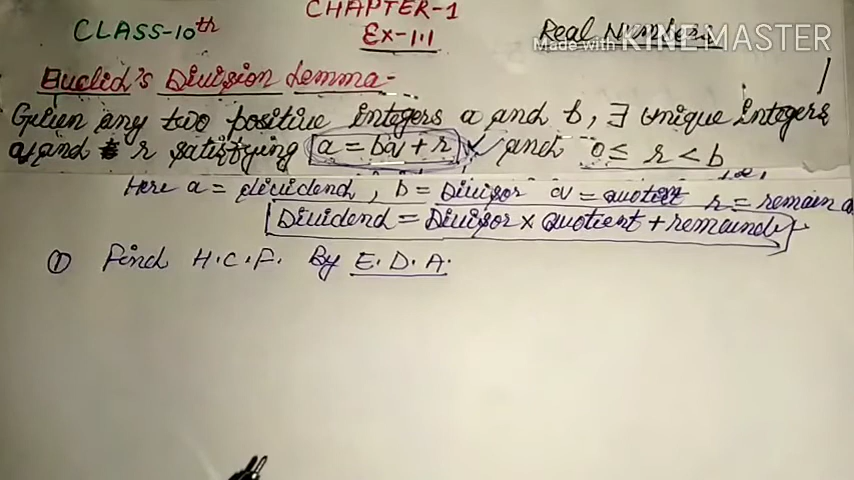 CHAPTER-1
CLASS-10th Ex-1.1 Real Numbers
Made with KINEMASTER
Euclid's Division Lemma-
Given any two positive integers a and b, ∃ unique integers
q and r satisfying a = bq + r and 0 ≤ r < b
Here a = dividend, b = Divisor q = quotient r = remain
Dividend = Divisor × quotient + remainder
① Find H.C.F. By E.D.A.